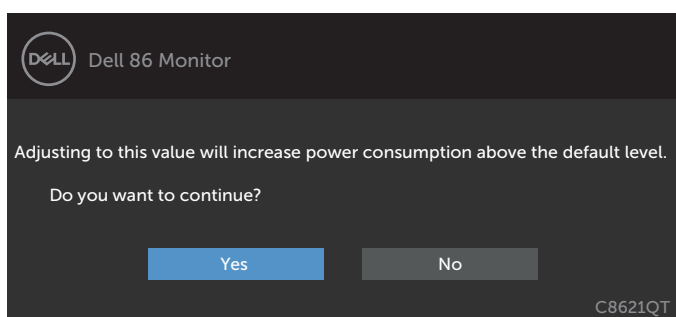 DELL
Dell 86 Monitor
Adjusting to this value will increase power consumption above the default level.
Do you want to continue?
Yes
No
C8621QT